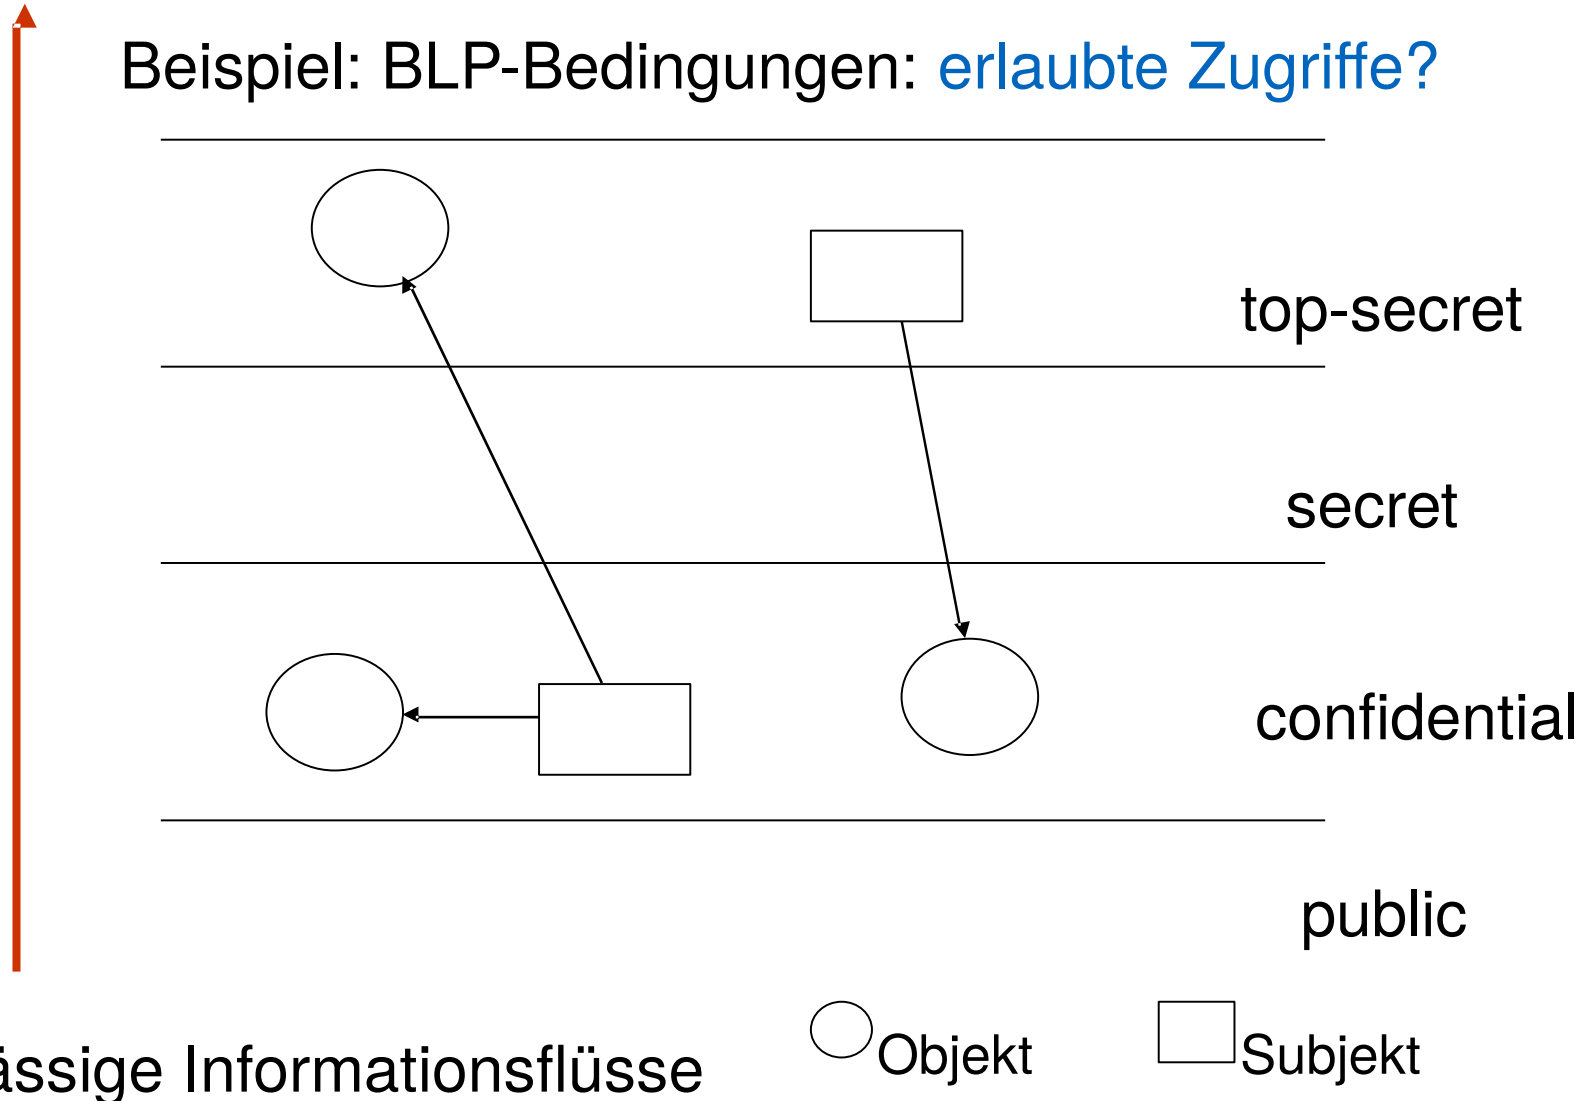 Beispiel: BLP-Bedingungen: erlaubte Zugriffe?
top-secret
secret
confidential
public
Objekt
Subjekt
ässige Informationsflüsse